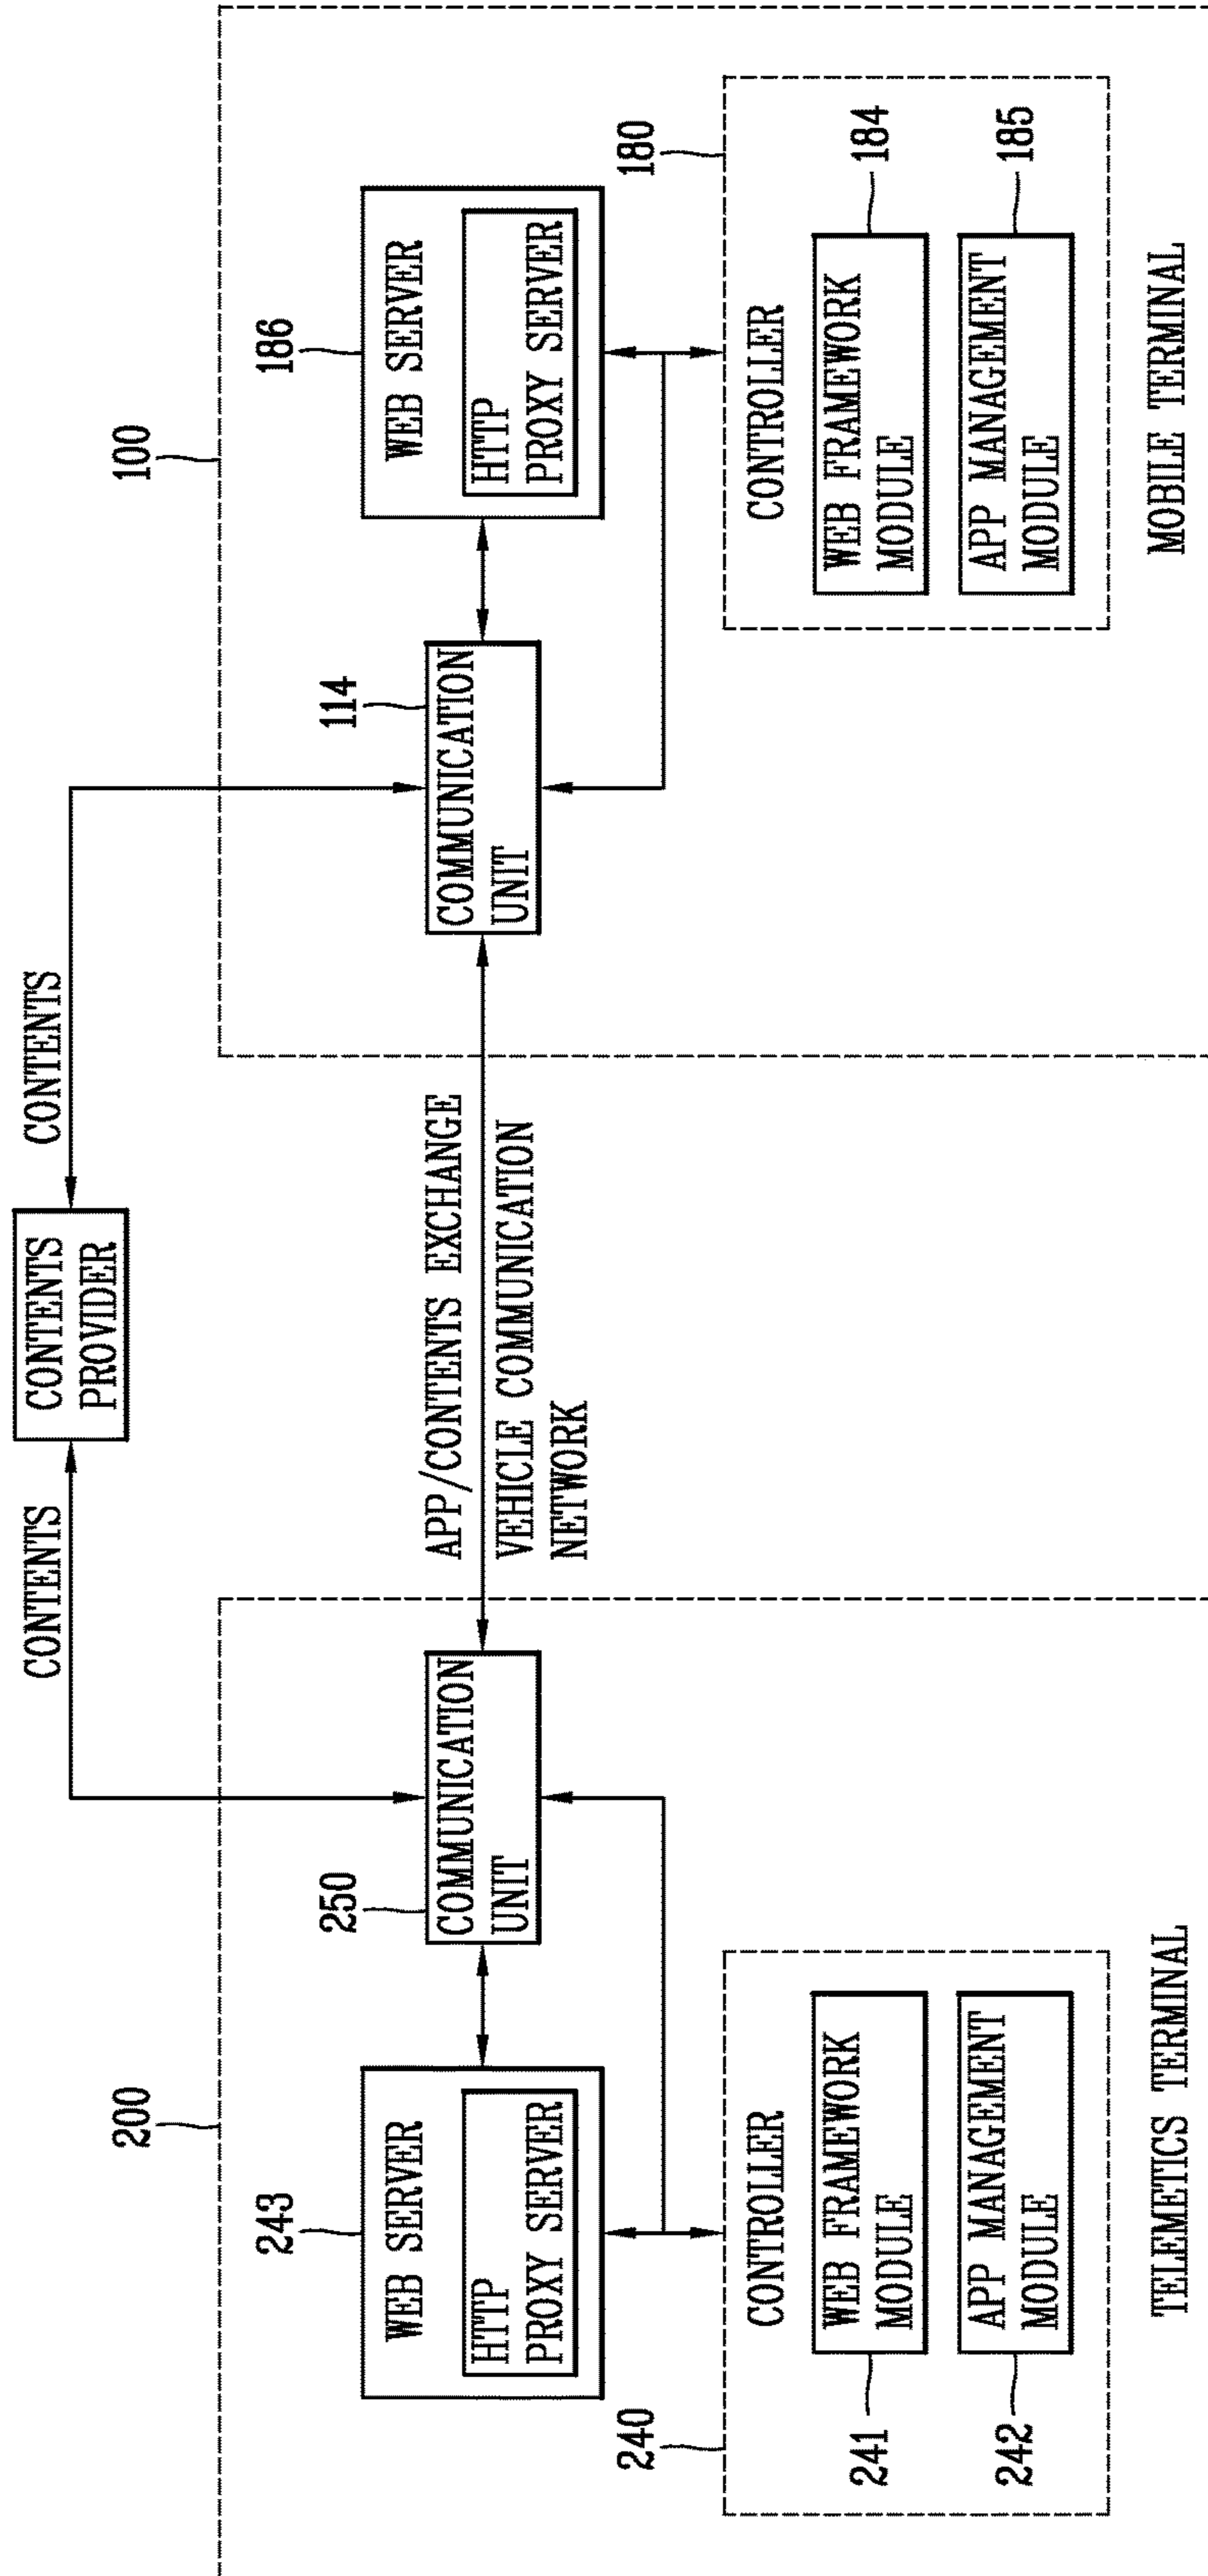 CONTENTS
CONTENTS
PROVIDER
CONTENTS
200
100
243
WEB SERVER
HTTP
PROXY SERVER
250
COMMUNICATION
UNIT
APP/CONTENTS EXCHANGE
VEHICLE COMMUNICATION
NETWORK
114
COMMUNICATION
UNIT
186
WEB SERVER
HTTP
PROXY SERVER
240
CONTROLLER
241
WEB FRAMEWORK
MODULE
242
APP MANAGEMENT
MODULE
TELEMETICS TERMINAL
180
CONTROLLER
WEB FRAMEWORK
MODULE
184
APP MANAGEMENT
MODULE
185
MOBILE TERMINAL